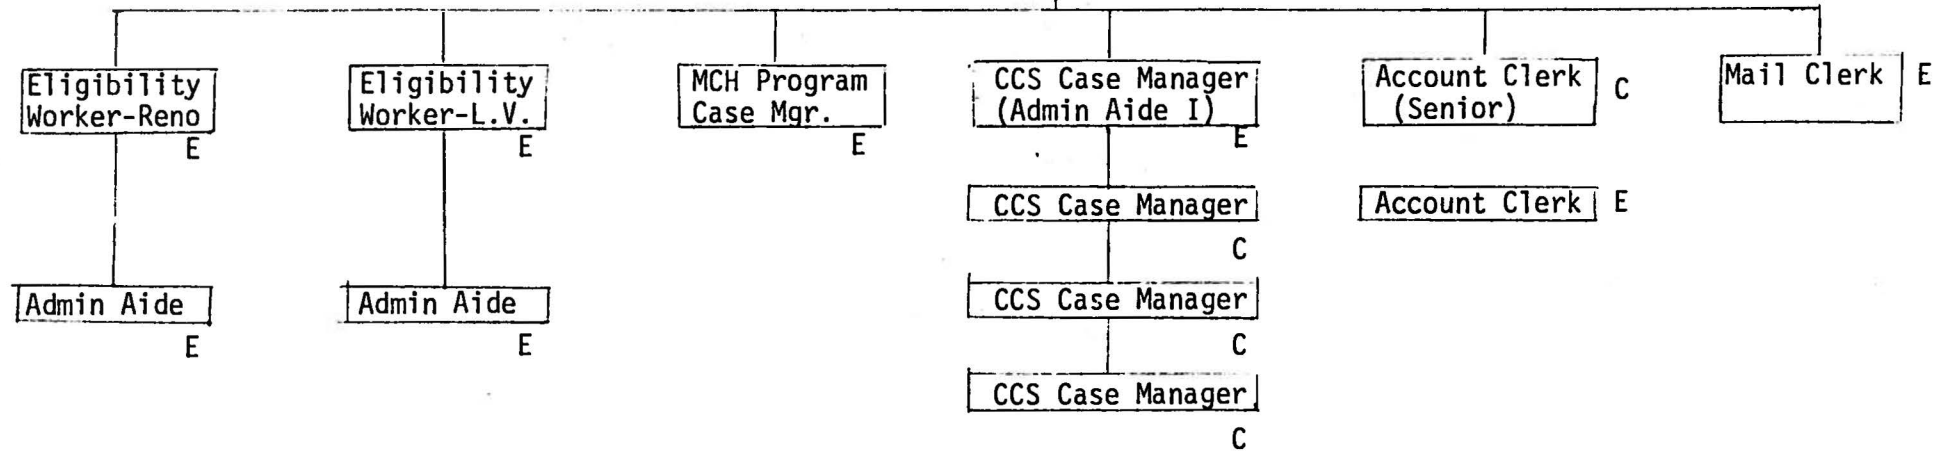 Eligibility
Worker-Reno
E
Eligibility
Worker-L.V.
E
MCH Program
Case Mgr.
E
CCS Case Manager
(Admin Aide I)
E
Account Clerk
(Senior)
C
Mail Clerk
E
CCS Case Manager
C
Account Clerk
E
Admin Aide
E
Admin Aide
E
CCS Case Manager
C
CCS Case Manager
C